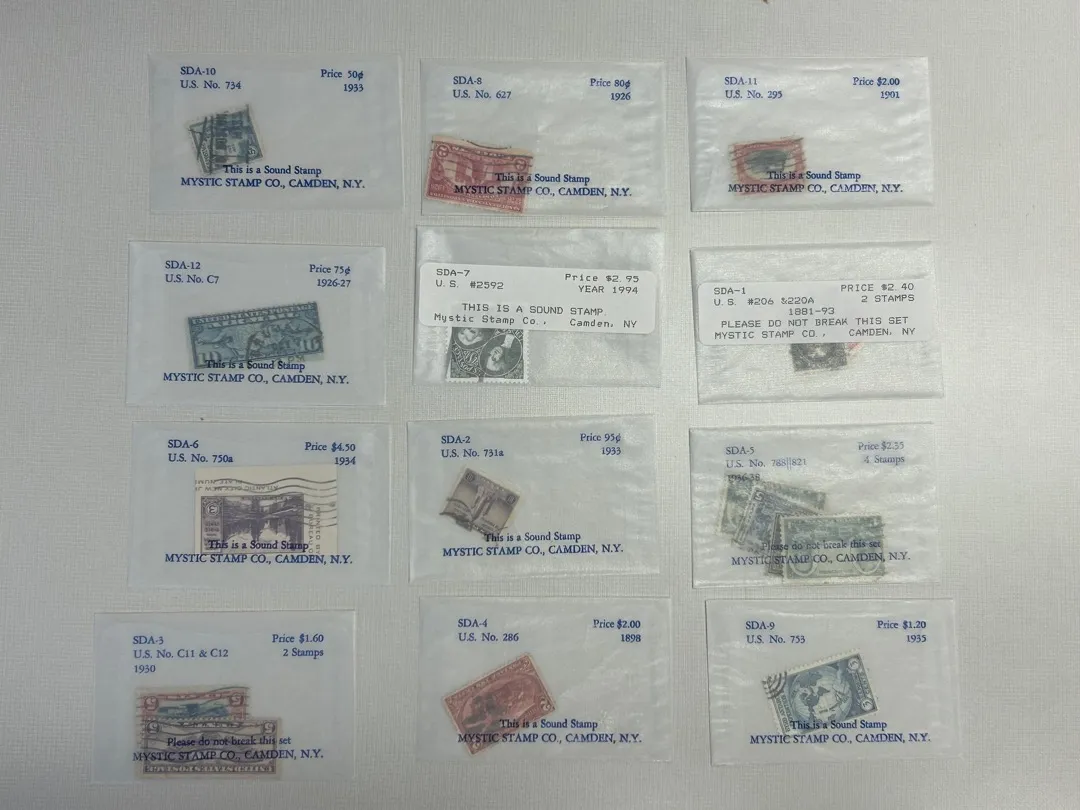 SDA-10 Price 50¢
U.S. No. 734 1933
This is a Sound Stamp
MYSTIC STAMP CO., CAMDEN, N.Y.
SDA-8 Price 80¢
U.S. No. 627 1926
This is a Sound Stamp
MYSTIC STAMP CO., CAMDEN, N.Y.
SDA-11 Price $2.00
U.S. No. 295 1901
This is a Sound Stamp
MYSTIC STAMP CO., CAMDEN, N.Y.
SDA-12 Price 75¢
U.S. No. C7 1926-27
UNITED STATES POSTAGE
AIR MAIL
This is a Sound Stamp
MYSTIC STAMP CO., CAMDEN, N.Y.
SDA-7 Price $2.95
U.S. #2592 YEAR 1994
THIS IS A SOUND STAMP.
Mystic Stamp Co., Camden, NY
SDA-1 PRICE $2.40
U.S. #206 &220A 2 STAMPS
1881-93
PLEASE DO NOT BREAK THIS SET
MYSTIC STAMP CO., CAMDEN, NY
SDA-6 Price $4.50
U.S. No. 750a 1934
This is a Sound Stamp
MYSTIC STAMP CO., CAMDEN, N.Y.
SDA-2 Price 95¢
U.S. No. 731a 1933
This is a Sound Stamp
MYSTIC STAMP CO., CAMDEN, N.Y.
SDA-5 Price $2.35
U.S. No. 788||821 4 Stamps
1936-38
Please do not break this set
MYSTIC STAMP CO., CAMDEN, N.Y.
SDA-3 Price $1.60
U.S. No. C11 & C12 2 Stamps
1930
Please do not break this set
MYSTIC STAMP CO., CAMDEN, N.Y.
SDA-4 Price $2.00
U.S. No. 286 1898
This is a Sound Stamp
MYSTIC STAMP CO., CAMDEN, N.Y.
SDA-9 Price $1.20
U.S. No. 753 1935
This is a Sound Stamp
MYSTIC STAMP CO., CAMDEN, N.Y.